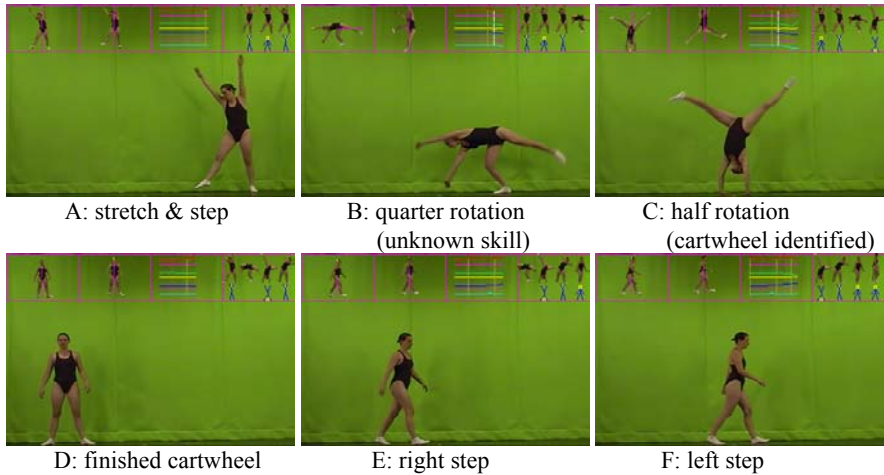 A: stretch & step
B: quarter rotation
(unknown skill)
C: half rotation
(cartwheel identified)
D: finished cartwheel
E: right step
F: left step